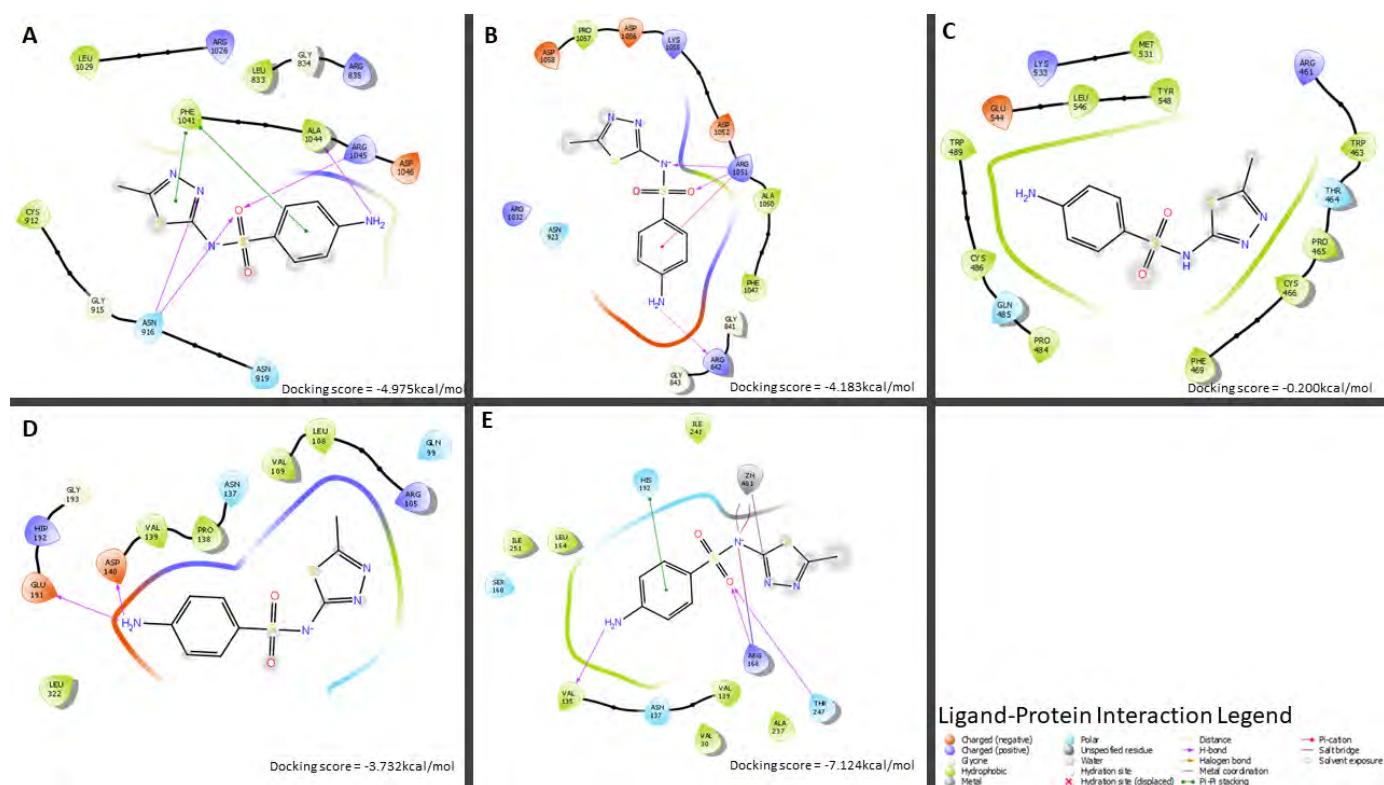 A
LEU
1029
ARG
1026
LEU
833
GLY
834
ARG
835
PHE
1041
ALA
1044
ARG
1045
ASP
1046
CYS
912
GLY
915
ASN
916
ASN
919
N
N
S
N⁻
O
S
O
NH₂
Docking score = -4.975kcal/mol
B
ASP
1058
PRO
1057
ASP
1056
LYS
1055
ASP
1052
ARG
1051
ALA
1050
PHE
1047
ARG
1032
ASN
923
GLY
841
ARG
842
GLY
843
N
N
S
N⁻
O
S
O
H₂N
Docking score = -4.183kcal/mol
C
LYS
533
MET
531
GLU
544
LEU
546
TYR
548
ARG
461
TRP
489
TRP
463
THR
464
PRO
465
CYS
466
PHE
469
CYS
486
GLN
485
PRO
484
H₂N
O
S
O
N
H
S
N
N
Docking score = -0.200kcal/mol
D
GLY
193
HIP
192
GLU
191
ASP
140
VAL
139
PRO
138
ASN
137
VAL
109
LEU
108
ARG
105
GLN
99
LEU
322
H₂N
O
S
O
N⁻
S
N
N
Docking score = -3.732kcal/mol
E
ILE
HIS
192
ZN
401
ILE
251
LEU
164
SER
160
ARG
168
VAL
135
ASN
137
VAL
139
VAL
30
ALA
237
THR
247
H₂N
O
S
O
N⁻
S
N
N
Docking score = -7.124kcal/mol
Ligand-Protein Interaction Legend
Charged (negative)
Charged (positive)
Glycine
Hydrophobic
Metal
Polar
Unspecified residue
Water
Hydration site
Hydration site (displaced)
Distance
H-bond
Halogen bond
Metal coordination
Pi-Pi stacking
Pi-cation
Salt bridge
Solvent exposure